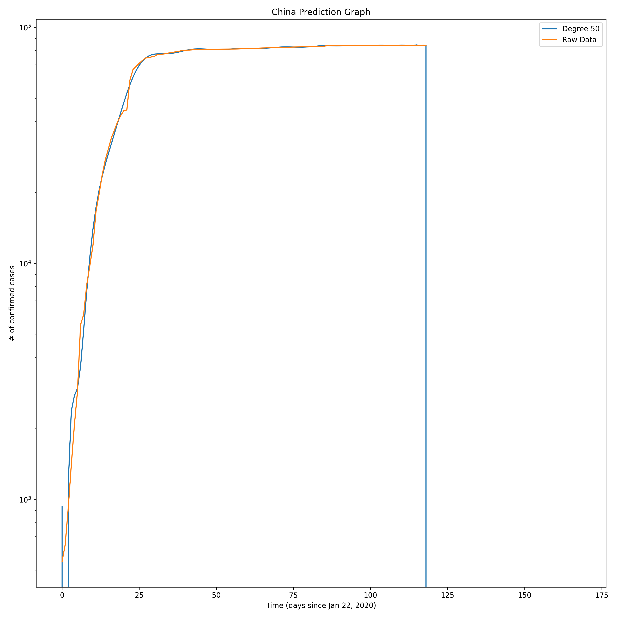 China Prediction Graph
Degree 50
Raw Data
10⁵
10⁴
10³
# of confirmed cases
0 25 50 75 100 125 150 175
Time (days since Jan 22, 2020)